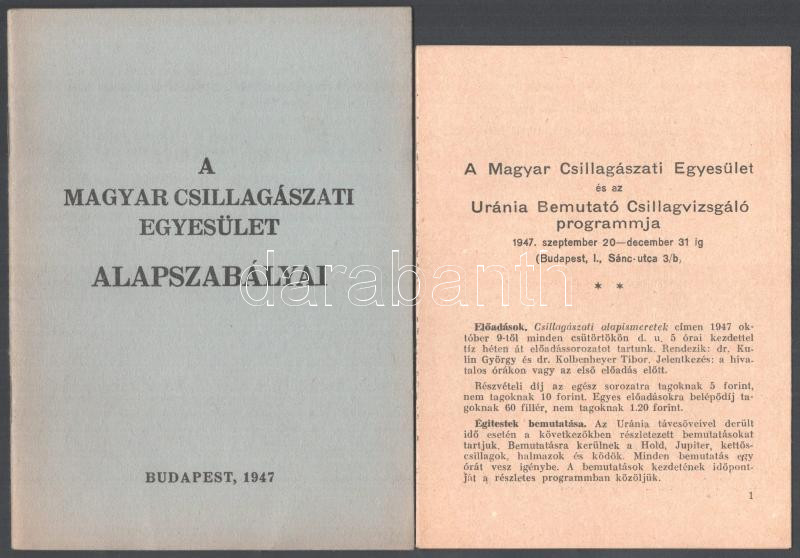 A
MAGYAR CSILLAGÁSZATI
EGYESÜLET
ALAPSZABÁLYAI
BUDAPEST, 1947
A Magyar Csillagászati Egyesület
és az
Uránia Bemutató Csillagvizsgáló
programmja
1947. szeptember 20—december 31 ig
(Budapest, I., Sánc-utca 3/b,
* *
Előadások. Csillagászati alapismeretek címen 1947 ok-
tóber 9-től minden csütörtökön d. u. 5 órai kezdettel
tíz héten át előadássorozatot tartunk. Rendezik: dr. Ku-
lin György és dr. Kolbenheyer Tibor. Jelentkezés: a hiva-
talos órákon vagy az első előadás előtt.
Részvételi díj az egész sorozatra tagoknak 5 forint,
nem tagoknak 10 forint. Egyes előadásokra belépődíj ta-
goknak 60 fillér, nem tagoknak 1.20 forint.
Égitestek bemutatása. Az Uránia távcsöveivel derült
idő esetén a következőkben részletezett bemutatásokat
tartjuk. Bemutatásra kerülnek a Hold, Jupiter, kettős-
csillagok, halmazok és ködök. Minden bemutatás egy
órát vesz igénybe. A bemutatások kezdetének időpont-
ját a részletes programmban közöljük.
1
darabanth